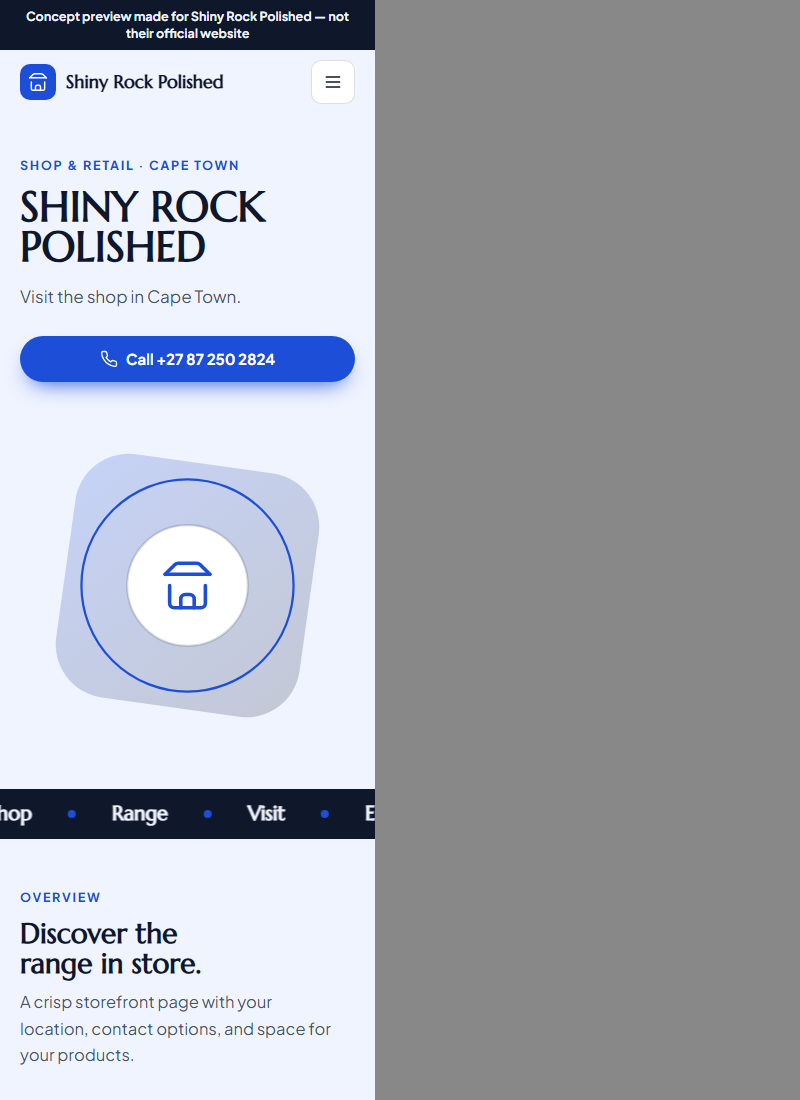 Concept preview made for Shiny Rock Polished — not
their official website
Shiny Rock Polished
SHOP & RETAIL · CAPE TOWN
SHINY ROCK
POLISHED
Visit the shop in Cape Town.
Call +27 87 250 2824
hop • Range • Visit • E
OVERVIEW
Discover the
range in store.
A crisp storefront page with your
location, contact options, and space for
your products.